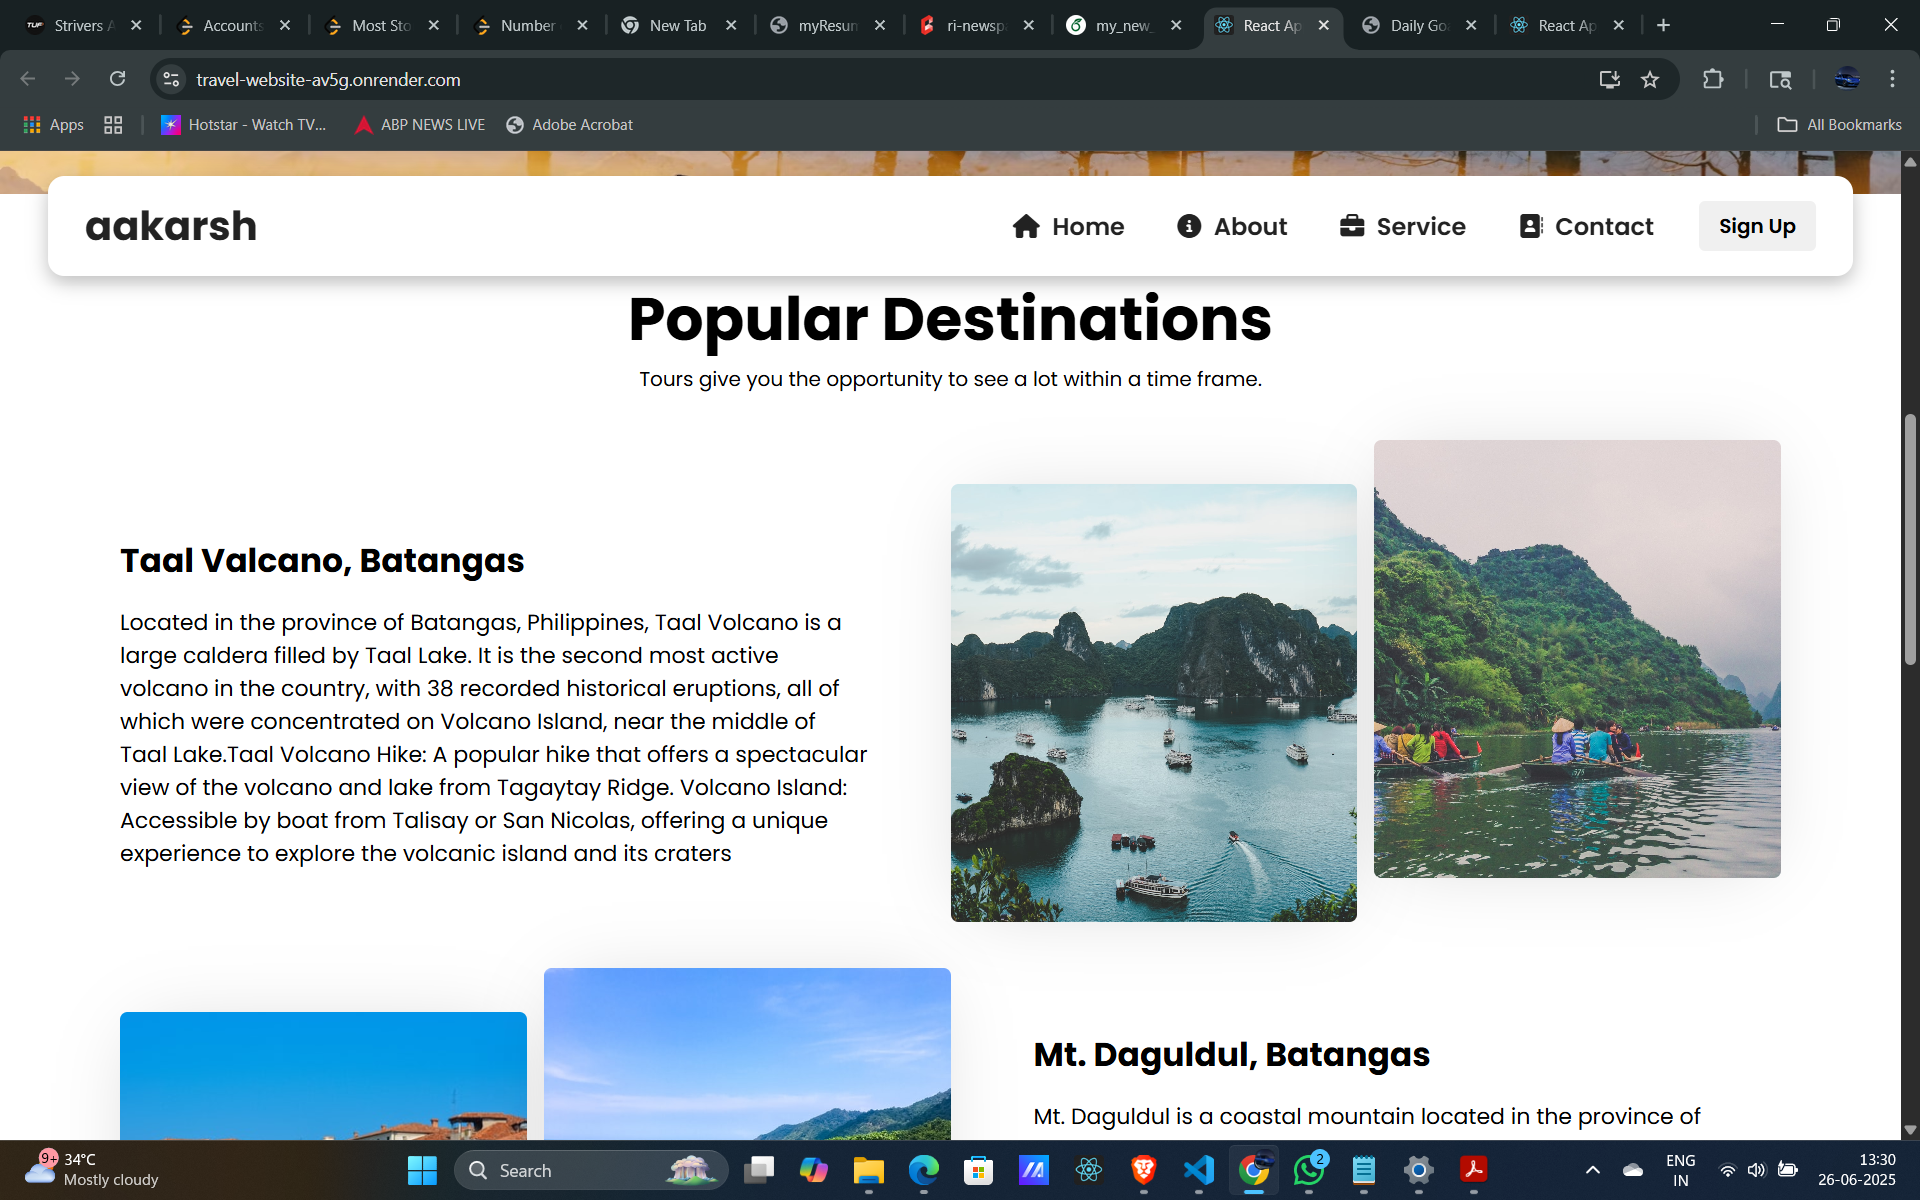 Strivers A
Accounts
Most Sto
Number
New Tab
myResum
ri-newsp
my_new_
React Ap
Daily Go
React Ap
travel-website-av5g.onrender.com
Apps
Hotstar - Watch TV...
ABP NEWS LIVE
Adobe Acrobat
All Bookmarks
aakarsh
Home
About
Service
Contact
Sign Up
Popular Destinations
Tours give you the opportunity to see a lot within a time frame.
Taal Valcano, Batangas
Located in the province of Batangas, Philippines, Taal Volcano is a
large caldera filled by Taal Lake. It is the second most active
volcano in the country, with 38 recorded historical eruptions, all of
which were concentrated on Volcano Island, near the middle of
Taal Lake.Taal Volcano Hike: A popular hike that offers a spectacular
view of the volcano and lake from Tagaytay Ridge. Volcano Island:
Accessible by boat from Talisay or San Nicolas, offering a unique
experience to explore the volcanic island and its craters
Mt. Daguldul, Batangas
Mt. Daguldul is a coastal mountain located in the province of
9+
34°C
Mostly cloudy
Search
2
ENG
IN
13:30
26-06-2025